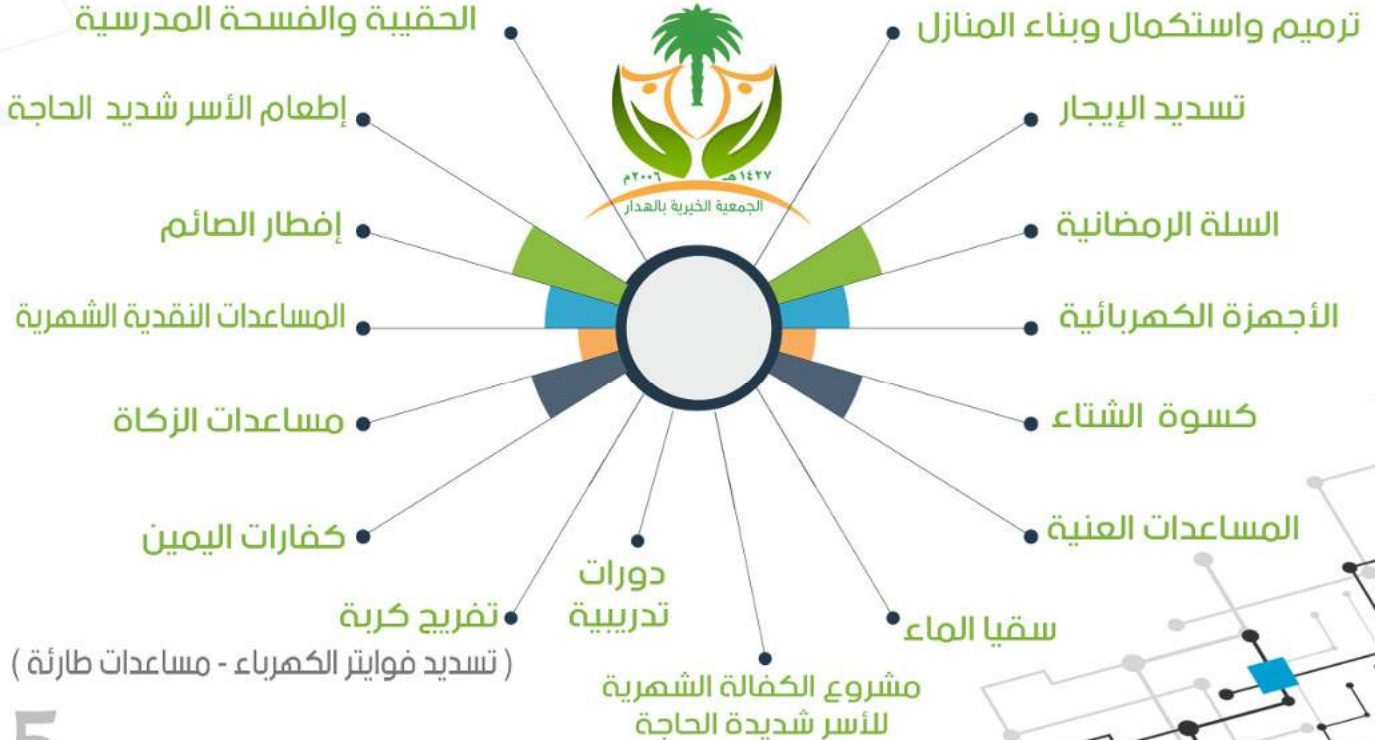 ترميم واستكمال وبناء المنازل
الحقيبة والفسحة المدرسية
تسديد الإيجار
إطعام الأسر شديد الحاجة
١٤٢٧هـ ٢٠٠٦م
الجمعية الخيرية بالهدار
السلة الرمضانية
إفطار الصائم
الأجهزة الكهربائية
المساعدات النقدية الشهرية
كسوة الشتاء
مساعدات الزكاة
المساعدات العنية
كفارات اليمين
دورات
تدريبية
سقيا الماء
تفريج كربة
( تسديد فوايتر الكهرباء - مساعدات طارئة )
مشروع الكفالة الشهرية
للأسر شديدة الحاجة
5